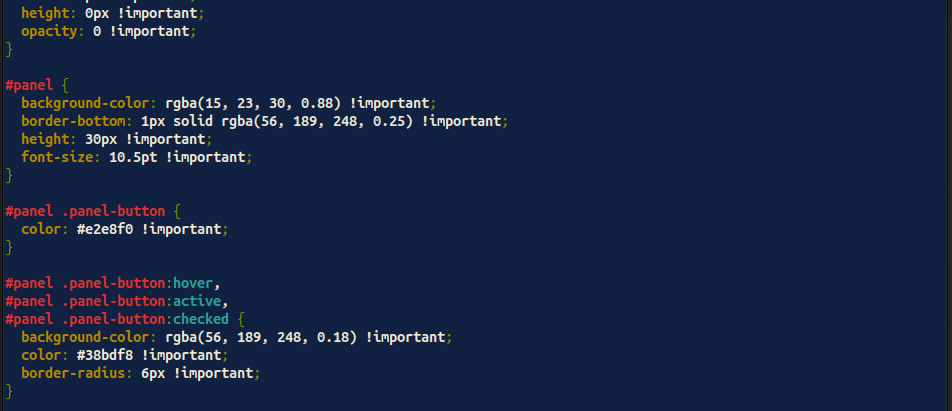 height: 0px !important;
opacity: 0 !important;
}
#panel {
background-color: rgba(15, 23, 30, 0.88) !important;
border-bottom: 1px solid rgba(56, 189, 248, 0.25) !important;
height: 30px !important;
font-size: 10.5pt !important;
}
#panel .panel-button {
color: #e2e8f0 !important;
}
#panel .panel-button:hover,
#panel .panel-button:active,
#panel .panel-button:checked {
background-color: rgba(56, 189, 248, 0.18) !important;
color: #38bdf8 !important;
border-radius: 6px !important;
}